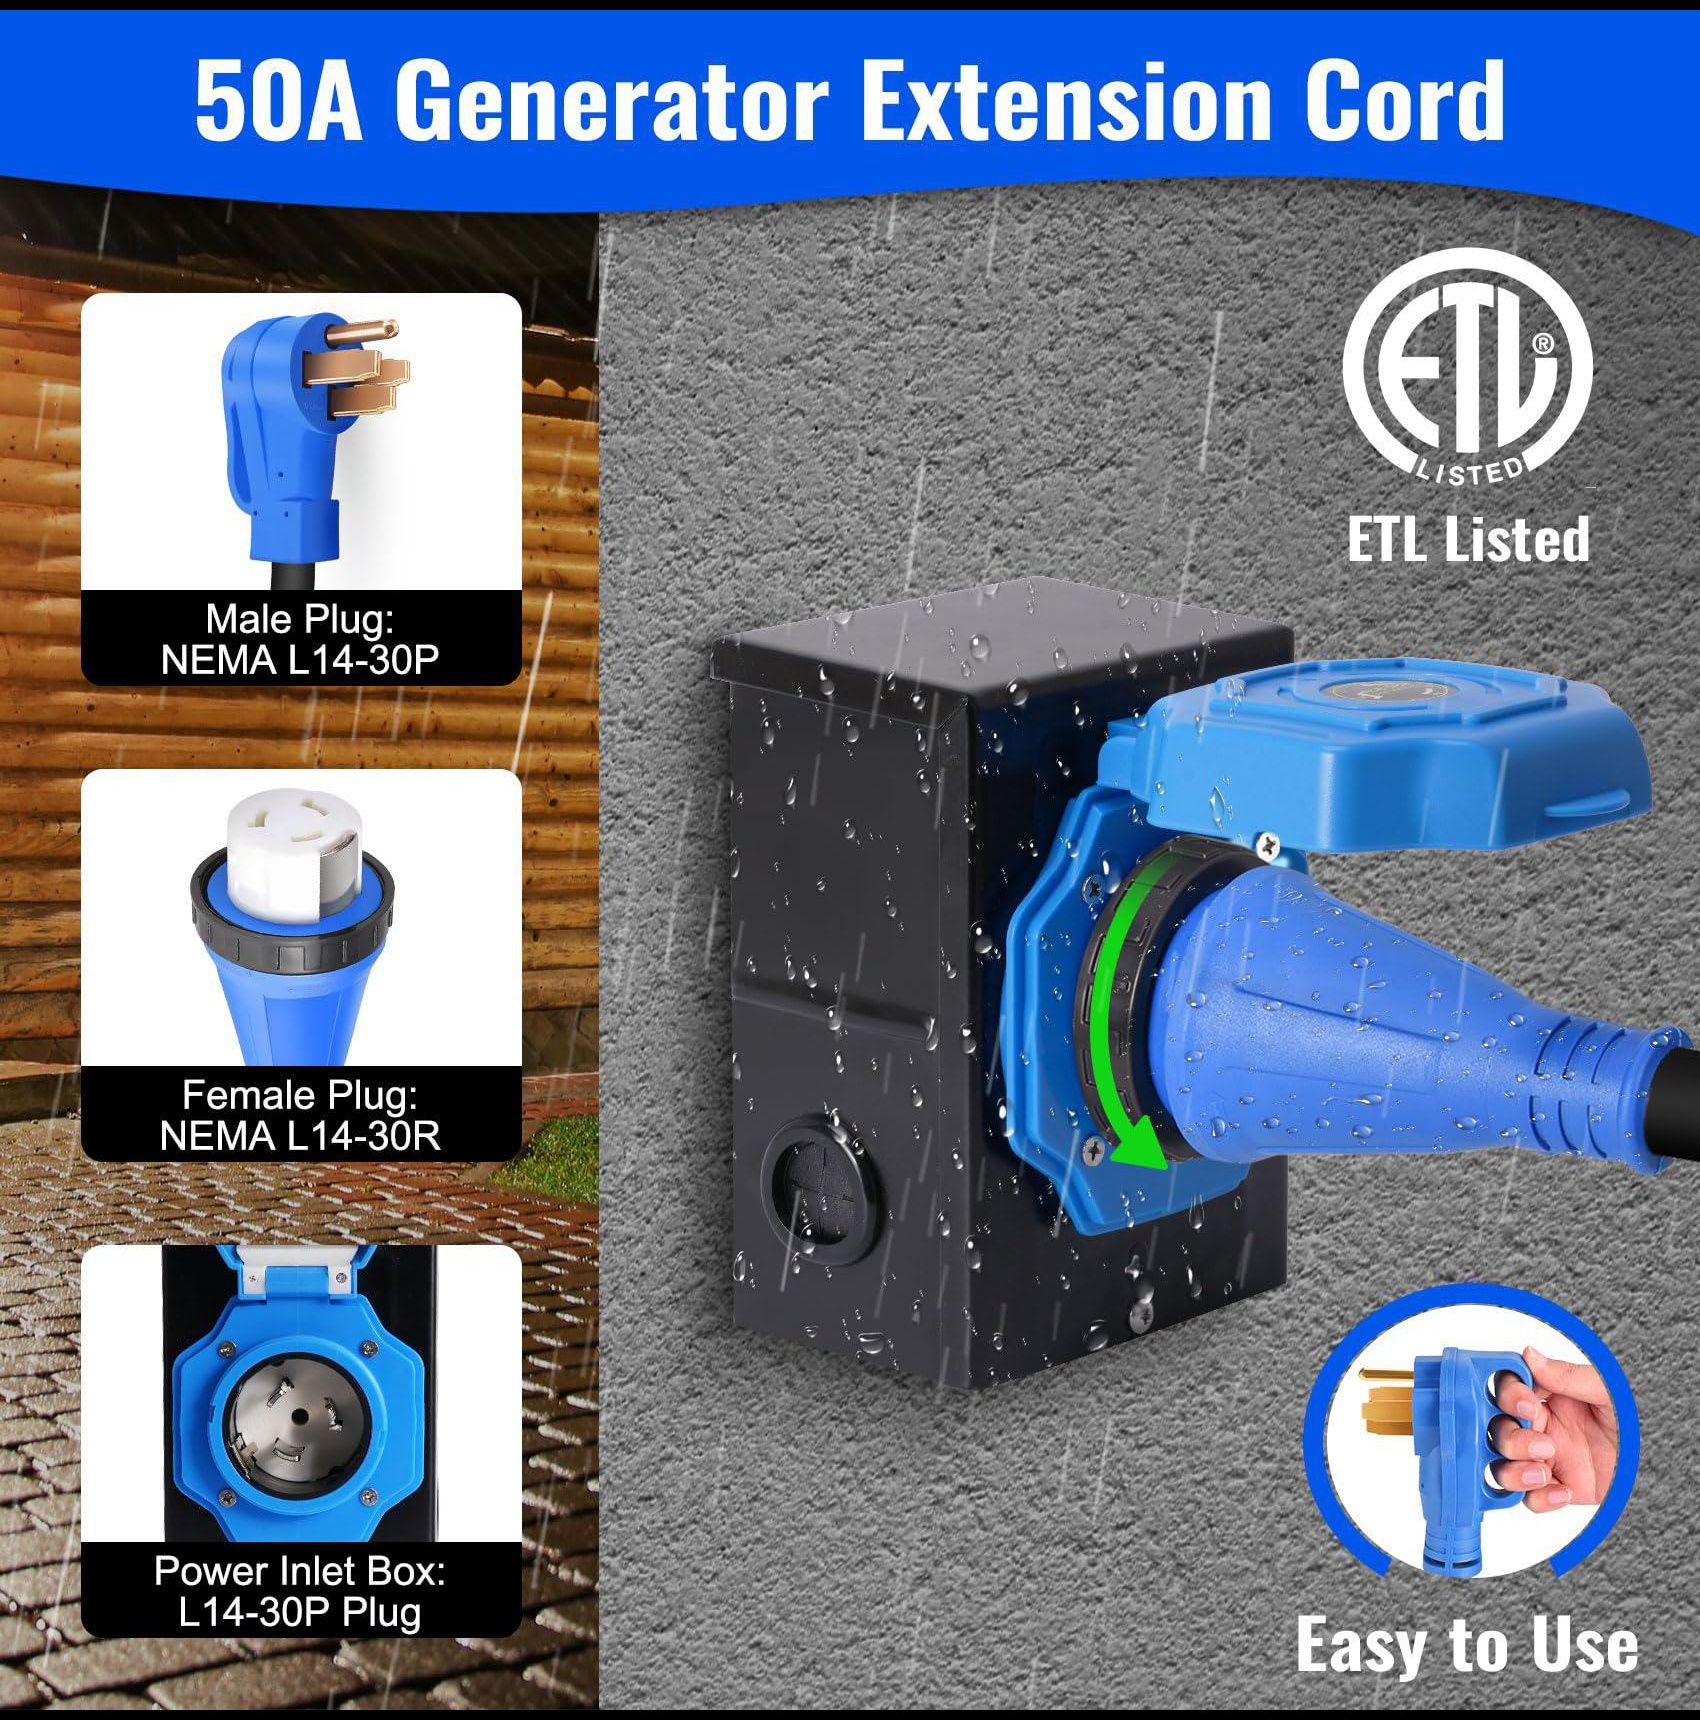 50A Generator Extension Cord
ETL
®
LISTED
ETL Listed
Male Plug:
NEMA L14-30P
Female Plug:
NEMA L14-30R
Power Inlet Box:
L14-30P Plug
Easy to Use